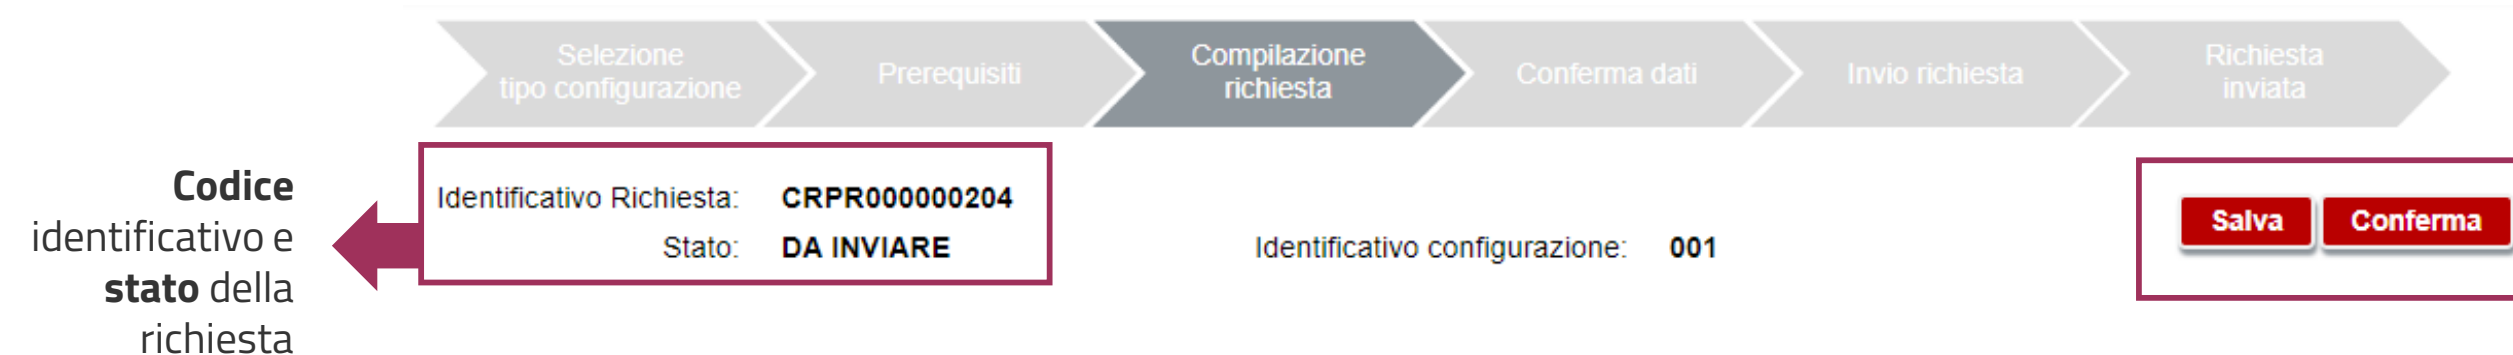 Selezione
tipo configurazione
Prerequisiti
Compilazione
richiesta
Conferma dati
Invio richiesta
Richiesta
inviata
Codice
identificativo e
stato della
richiesta
Identificativo Richiesta: CRPR000000204
Stato: DA INVIARE
Identificativo configurazione: 001
Salva Conferma